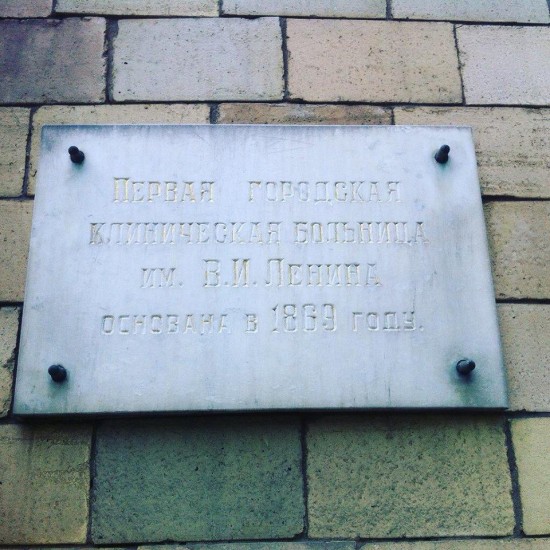 Первая городская
клиническая больница
им. В.И. Ленина
основана в 1869 году.